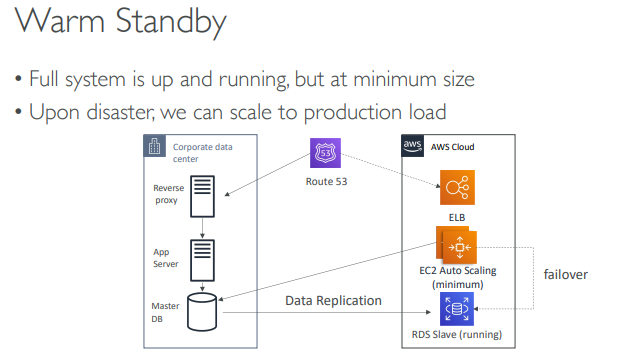 Warm Standby
• Full system is up and running, but at minimum size
• Upon disaster, we can scale to production load
Corporate data
center
aws
AWS Cloud
53
Route 53
Reverse
proxy
ELB
App
Server
EC2 Auto Scaling
(minimum)
failover
Master
DB
Data Replication
RDS Slave (running)